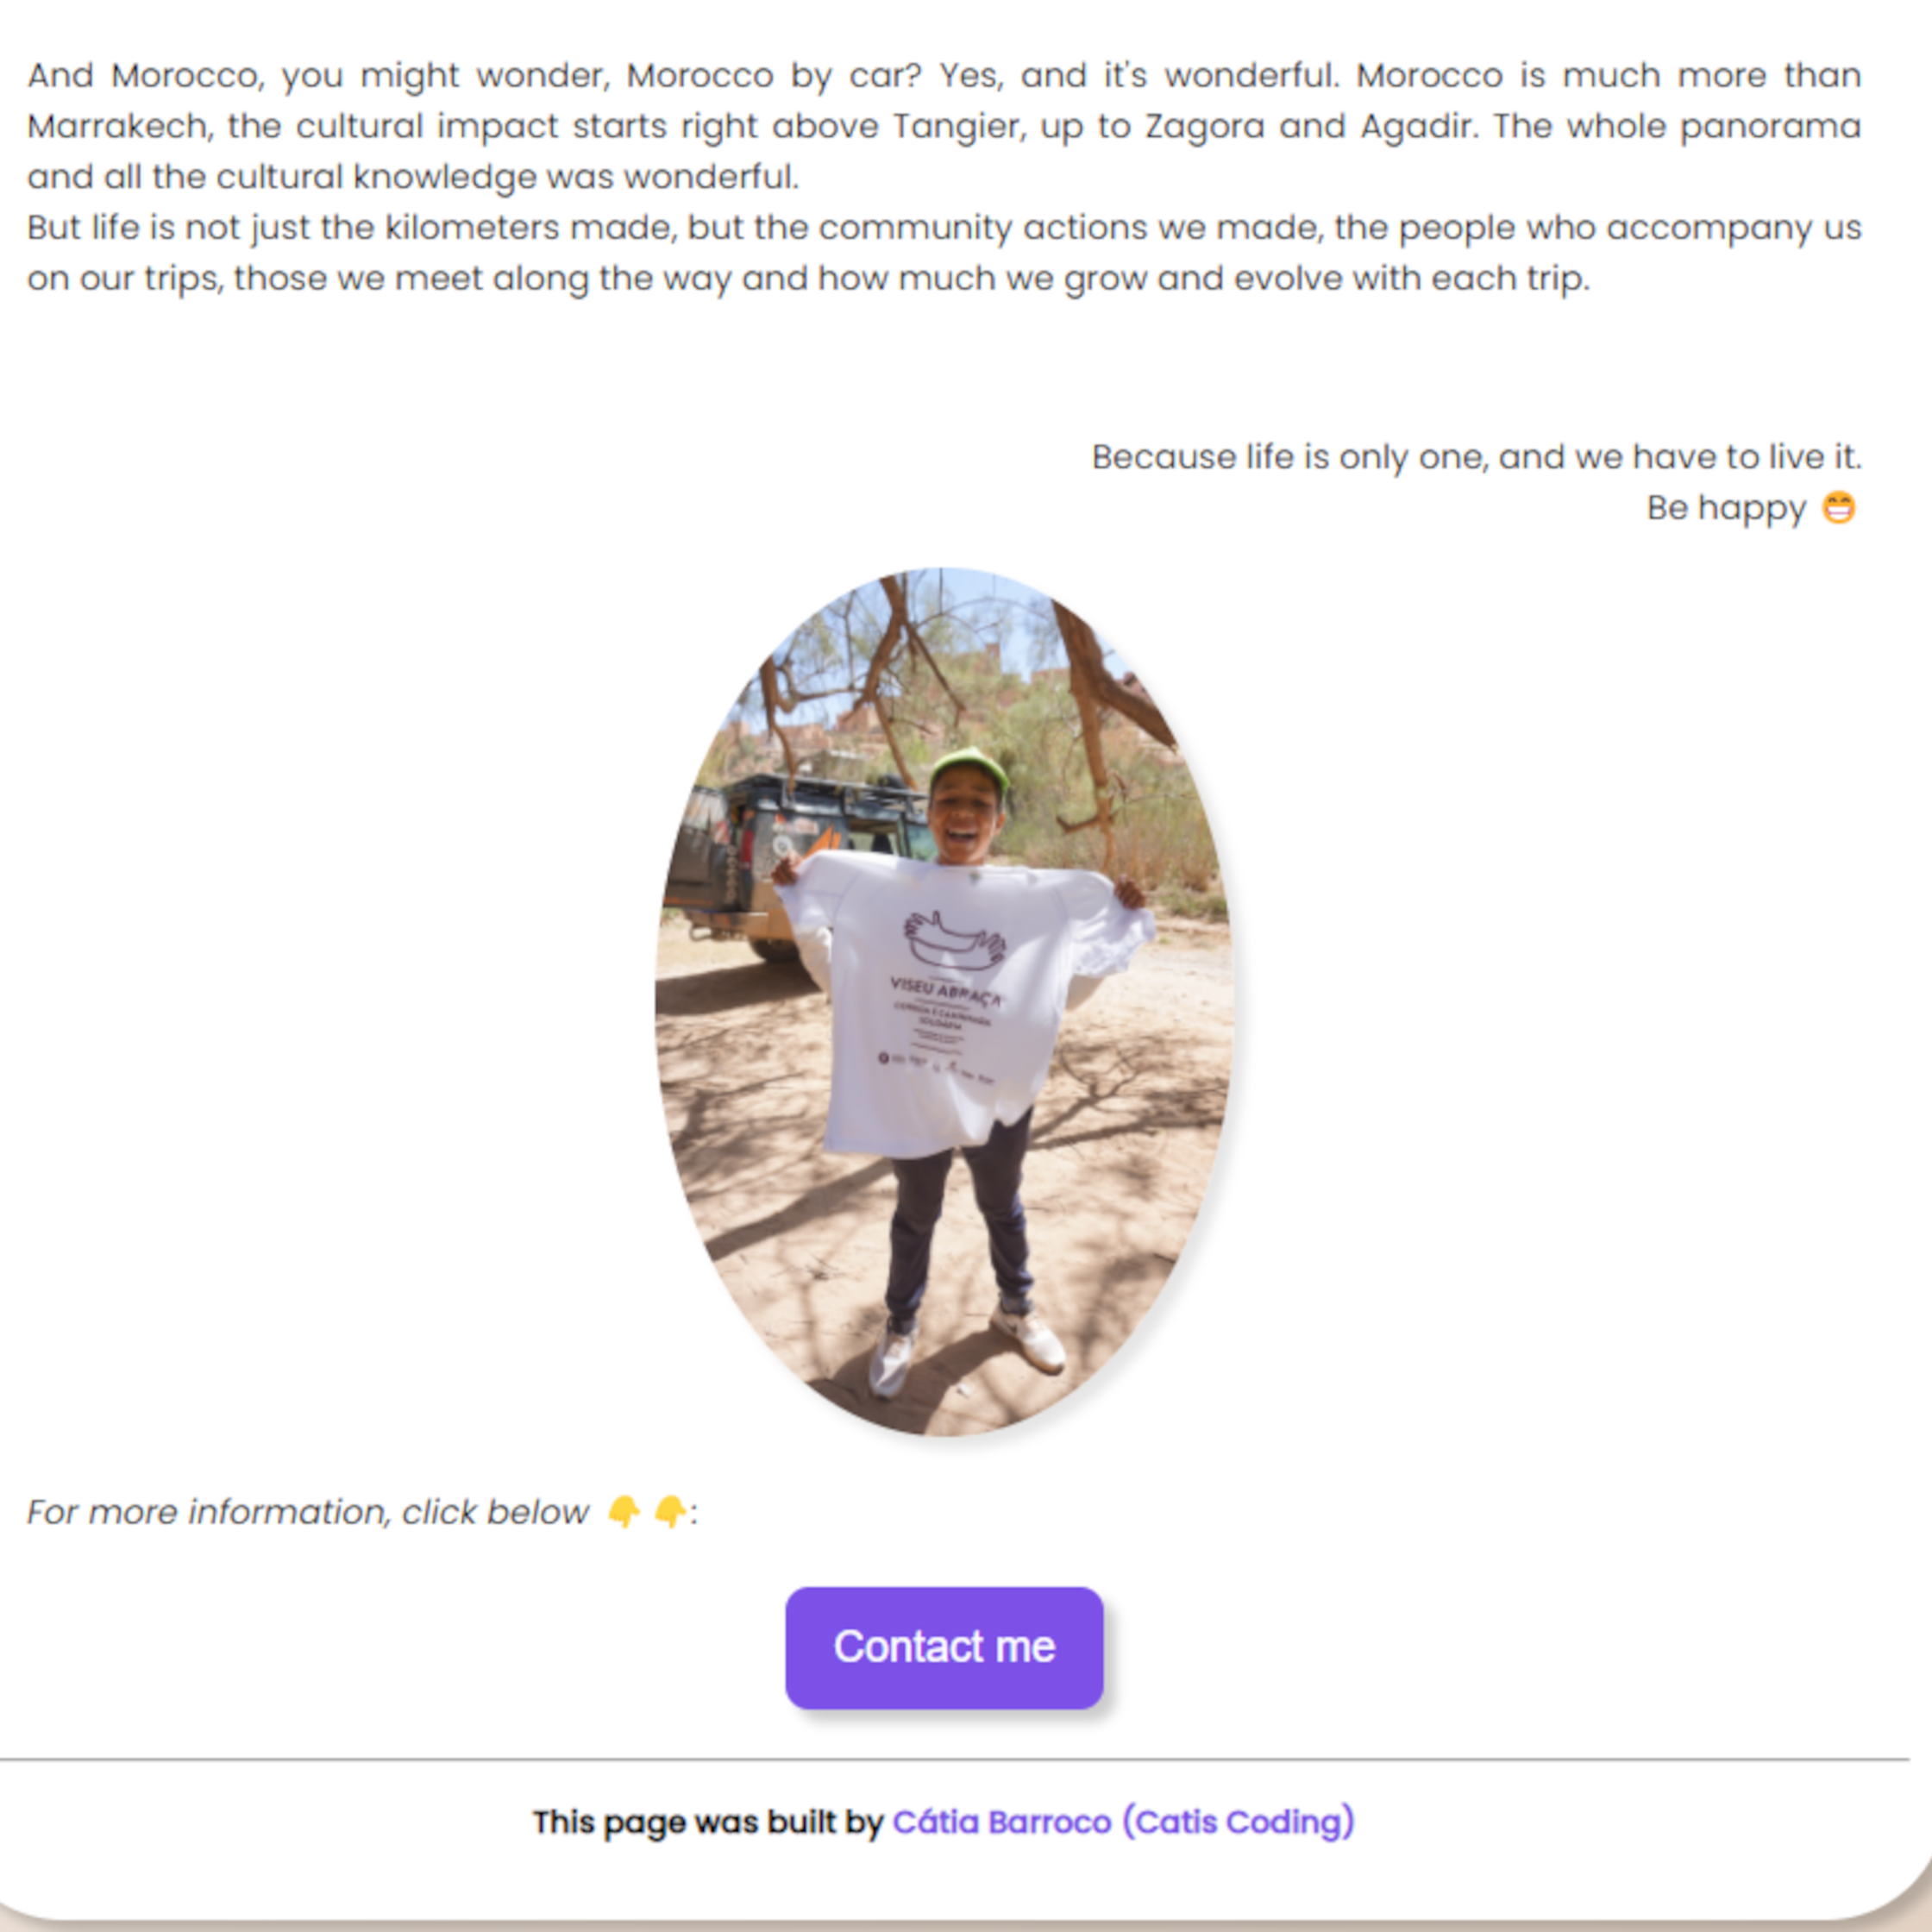 And Morocco, you might wonder, Morocco by car? Yes, and it's wonderful. Morocco is much more than
Marrakech, the cultural impact starts right above Tangier, up to Zagora and Agadir. The whole panorama
and all the cultural knowledge was wonderful.
But life is not just the kilometers made, but the community actions we made, the people who accompany us
on our trips, those we meet along the way and how much we grow and evolve with each trip.
Because life is only one, and we have to live it.
Be happy 😁
VISEU ABRAÇA
For more information, click below 👇 👇:
Contact me
This page was built by Cátia Barroco (Catis Coding)